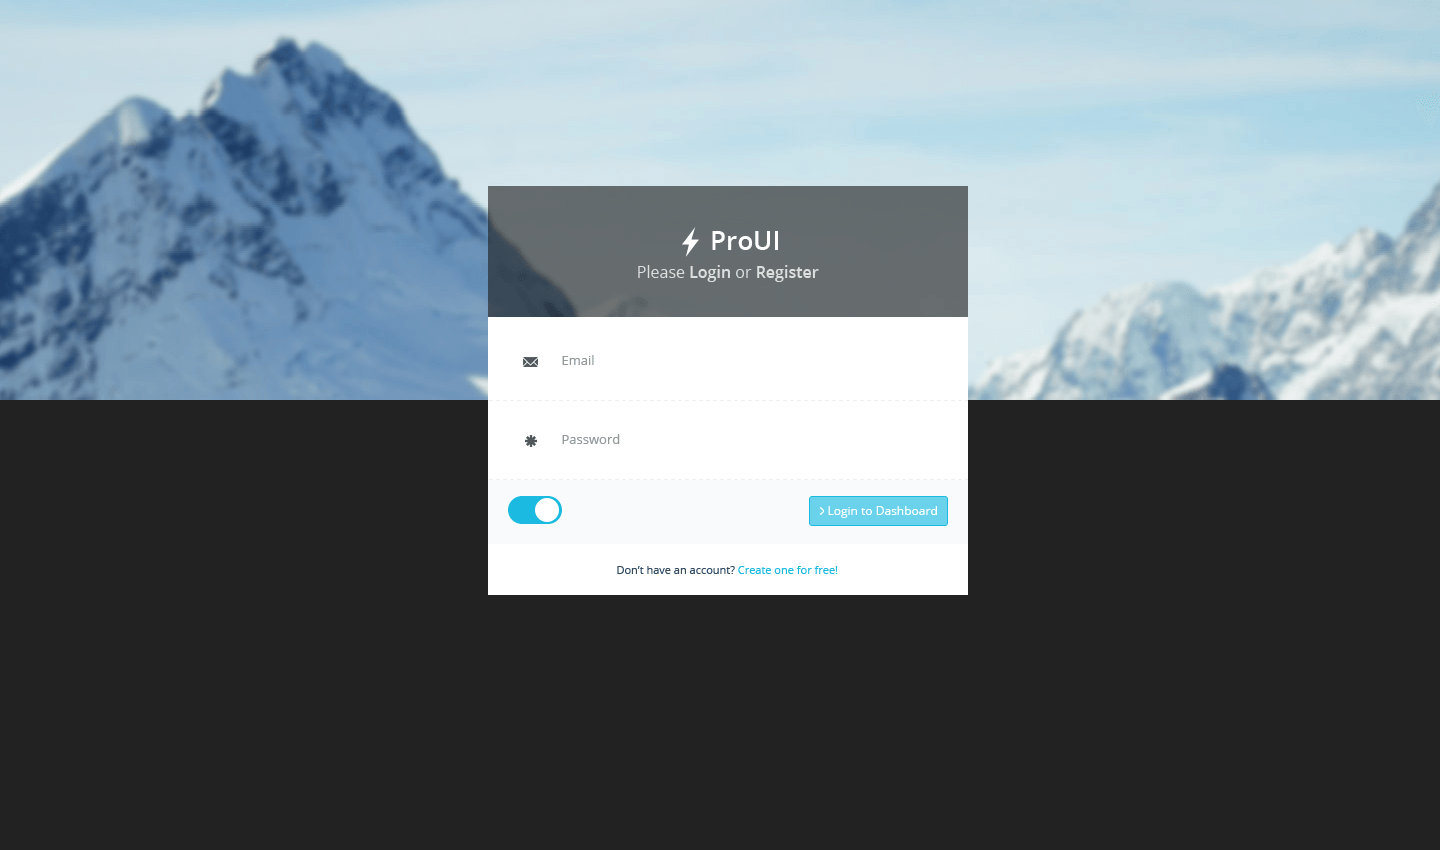 ProUI
Please Login or Register
Email
Password
Login to Dashboard
Don't have an account? Create one for free!